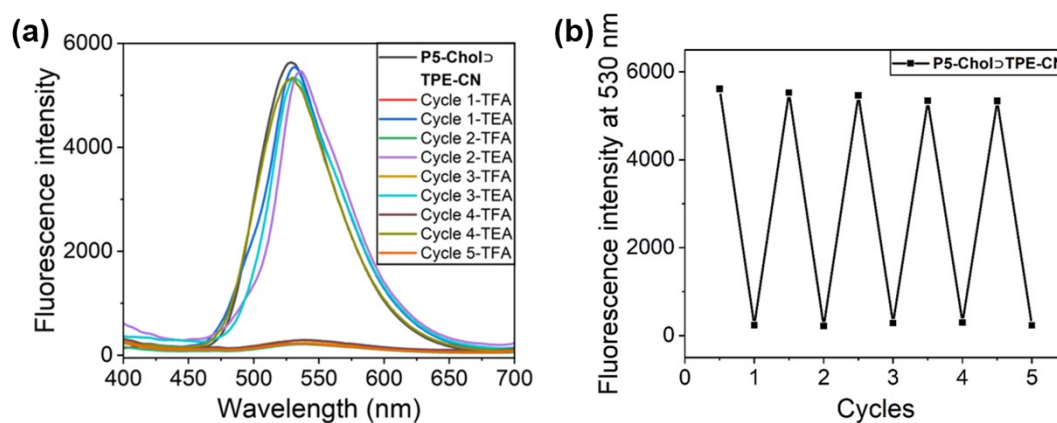 (a)
Fluorescence intensity
6000
4000
2000
0
P5-Chol⊃
TPE-CN
Cycle 1-TFA
Cycle 1-TEA
Cycle 2-TFA
Cycle 2-TEA
Cycle 3-TFA
Cycle 3-TEA
Cycle 4-TFA
Cycle 4-TEA
Cycle 5-TFA
400 450 500 550 600 650 700
Wavelength (nm)
(b)
Fluorescence intensity at 530 nm
6000
4000
2000
0
P5-Chol⊃TPE-CN
0 1 2 3 4 5
Cycles